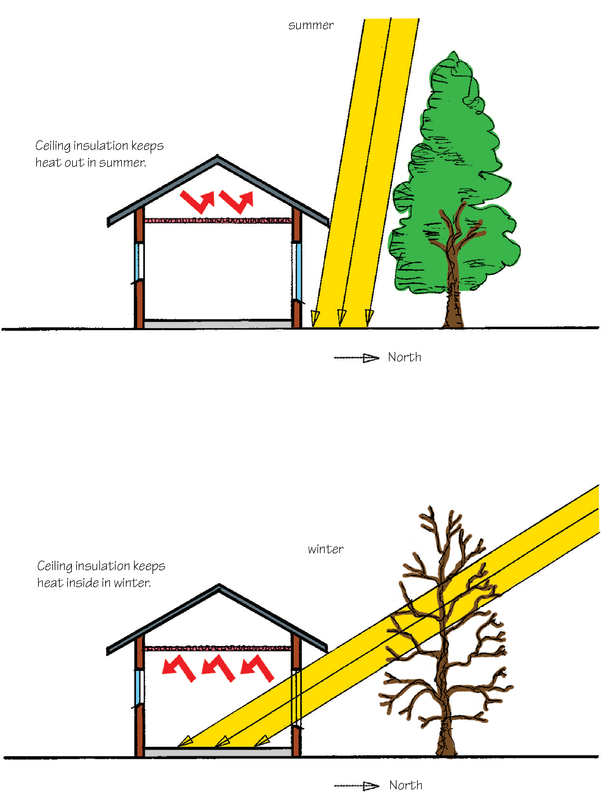 summer
Ceiling insulation keeps
heat out in summer.
North
winter
Ceiling insulation keeps
heat inside in winter.
North